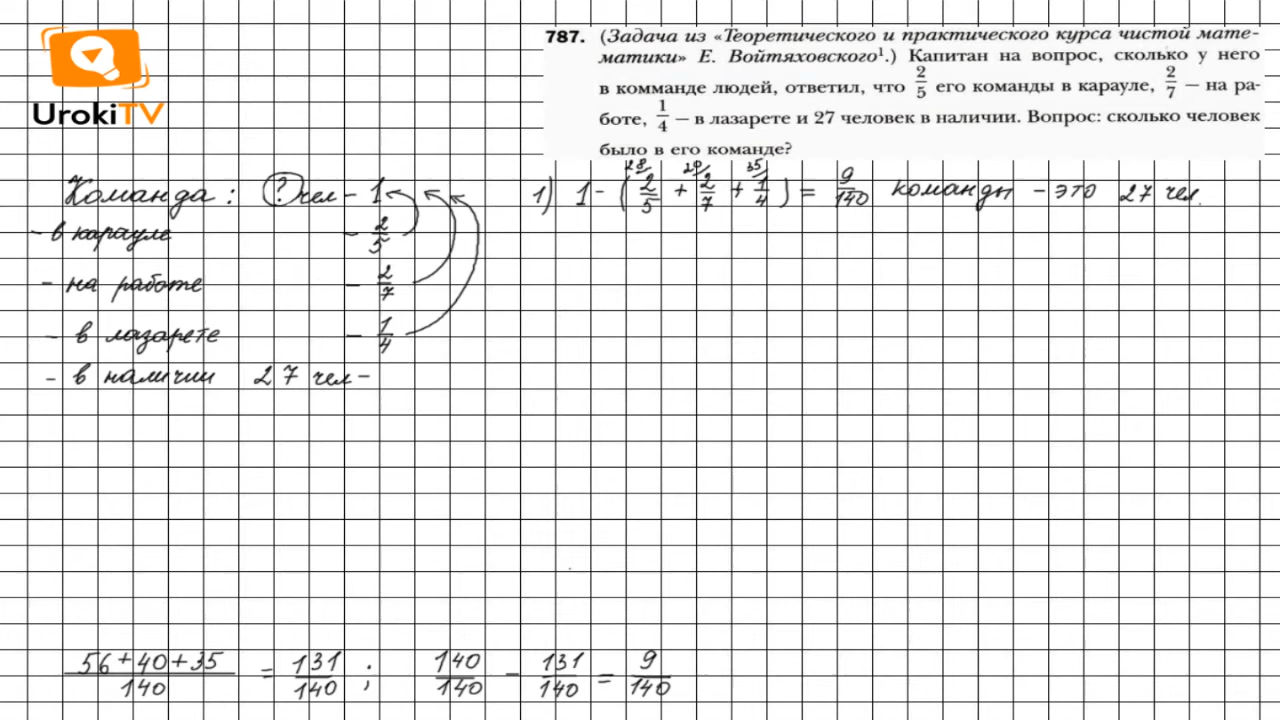 UrokiTV
787. (Задача из «Теоретического и практического курса чистой мате-
матики» Е. Войтяховского¹.) Капитан на вопрос, сколько у него
в комманде людей, ответил, что 2/5 его команды в карауле, 2/7 — на ра-
боте, 1/4 — в лазарете и 27 человек в наличии. Вопрос: сколько человек
было в его команде?
Команда: ? чел - 1
- в карауле - 2/5
- на работе - 2/7
- в лазарете - 1/4
- в наличии 27 чел -
28/ 20/ 35/
1) 1 - (2/5 + 2/7 + 1/4) = 9/140 команды - это 27 чел.
56+40+35/140 = 131/140 ; 140/140 - 131/140 = 9/140